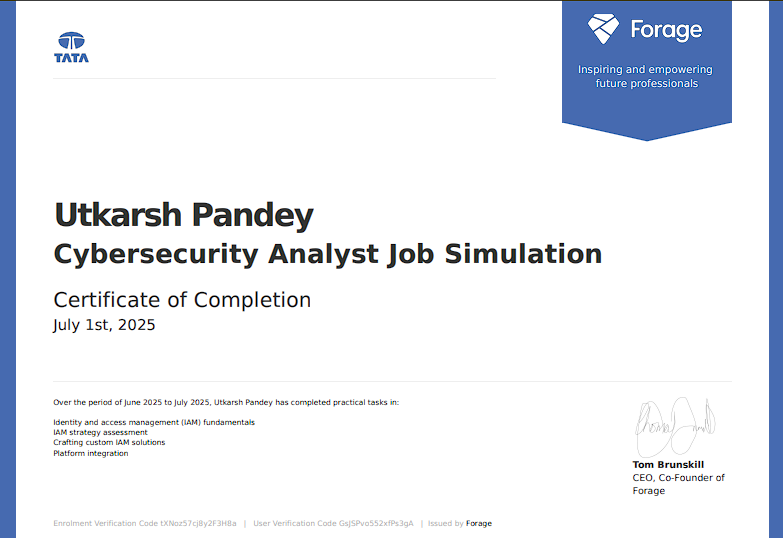 TATA
Forage
Inspiring and empowering
future professionals
Utkarsh Pandey
Cybersecurity Analyst Job Simulation
Certificate of Completion
July 1st, 2025
Over the period of June 2025 to July 2025, Utkarsh Pandey has completed practical tasks in:
Identity and access management (IAM) fundamentals
IAM strategy assessment
Crafting custom IAM solutions
Platform integration
Tom Brunskill
CEO, Co-Founder of
Forage
Enrolment Verification Code tXNoz57cj8y2F3H8a | User Verification Code GsJSPvo552xfPs3gA | Issued by Forage